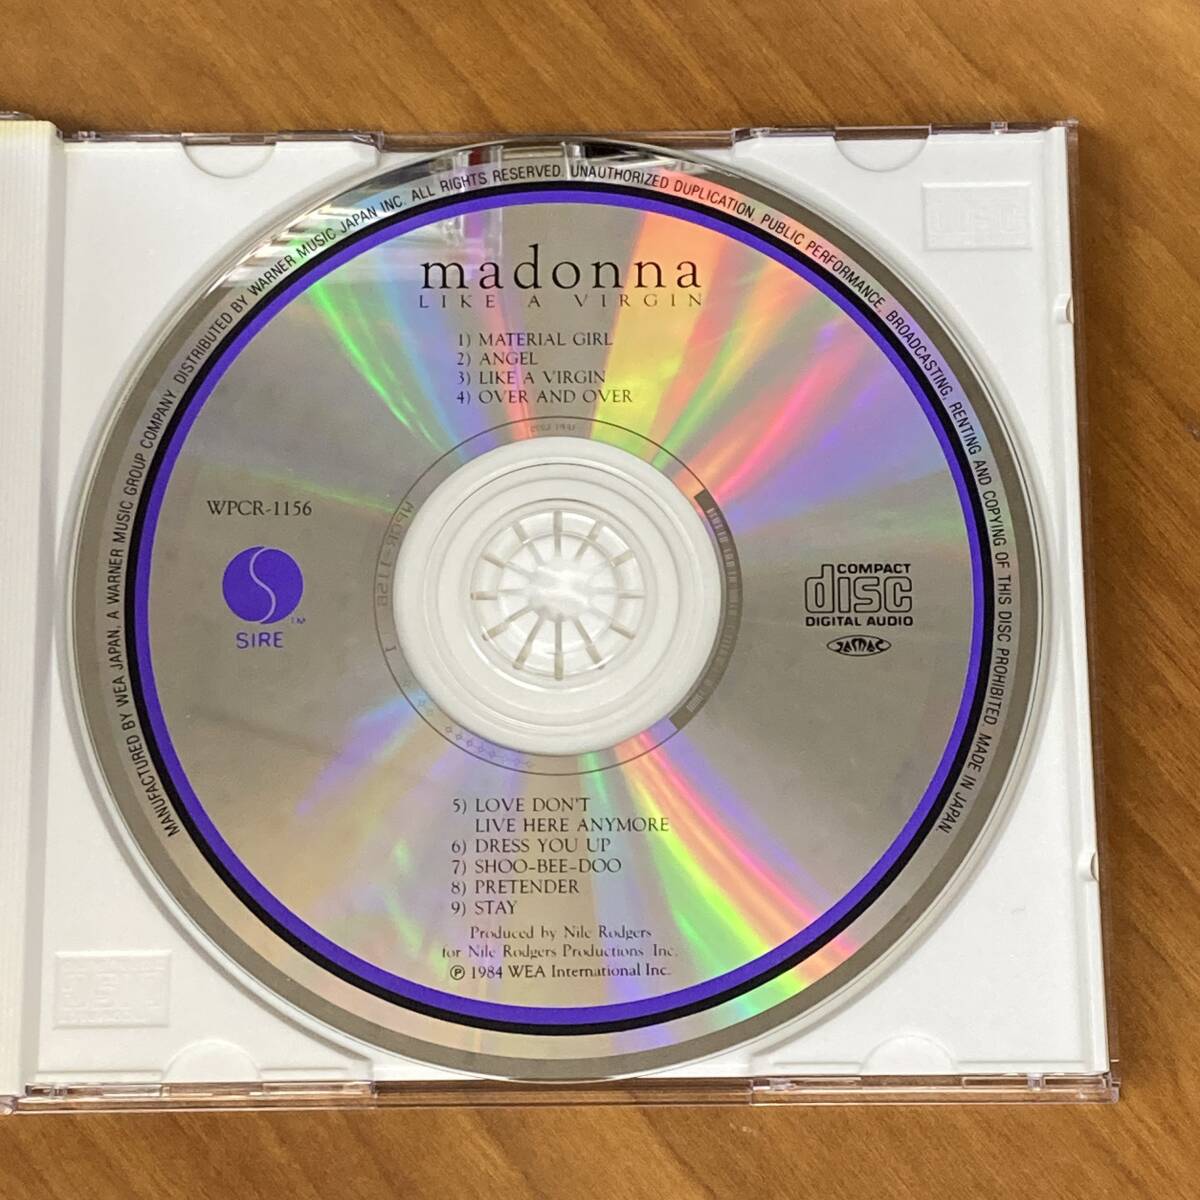 madonna
LIKE A VIRGIN
1) MATERIAL GIRL
2) ANGEL
3) LIKE A VIRGIN
4) OVER AND OVER
WPCR-1156
SIRE
TM
COMPACT
disc
DIGITAL AUDIO
JASRAC
5) LOVE DON'T
LIVE HERE ANYMORE
6) DRESS YOU UP
7) SHOO-BEE-DOO
8) PRETENDER
9) STAY
Produced by Nile Rodgers
for Nile Rodgers Productions, Inc.
℗ 1984 WEA International Inc.
MANUFACTURED BY WEA JAPAN, A WARNER MUSIC GROUP COMPANY. DISTRIBUTED BY WARNER MUSIC JAPAN INC. ALL RIGHTS RESERVED. UNAUTHORIZED DUPLICATION, PUBLIC PERFORMANCE, BROADCASTING, RENTING AND COPYING OF THIS DISC PROHIBITED. MADE IN JAPAN.